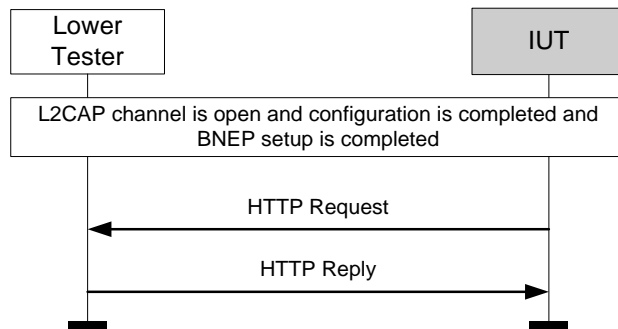 Lower
Tester
IUT
L2CAP channel is open and configuration is completed and
BNEP setup is completed
HTTP Request
HTTP Reply